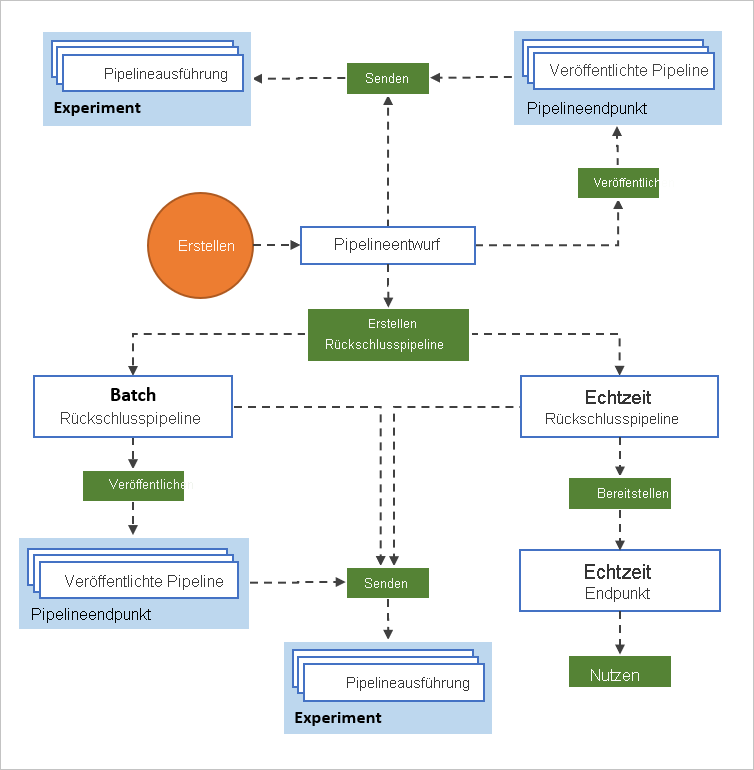 Pipelineausführung
Experiment
Senden
Veröffentlichte Pipeline
Pipelineendpunkt
Veröffentlich
Erstellen
Pipelineentwurf
Erstellen
Rückschlusspipeline
Batch
Rückschlusspipeline
Echtzeit
Rückschlusspipeline
Veröffentlichen
Bereitstellen
Veröffentlichte Pipeline
Pipelineendpunkt
Senden
Echtzeit
Endpunkt
Pipelineausführung
Experiment
Nutzen